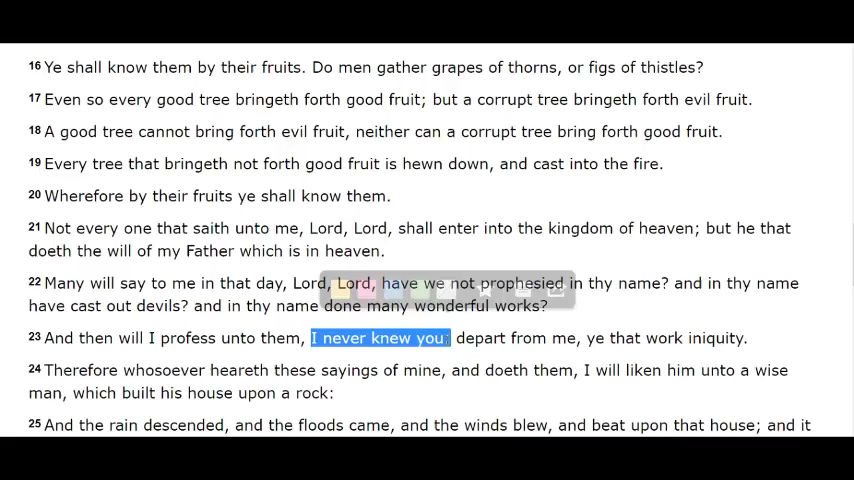 16 Ye shall know them by their fruits. Do men gather grapes of thorns, or figs of thistles?
17 Even so every good tree bringeth forth good fruit; but a corrupt tree bringeth forth evil fruit.
18 A good tree cannot bring forth evil fruit, neither can a corrupt tree bring forth good fruit.
19 Every tree that bringeth not forth good fruit is hewn down, and cast into the fire.
20 Wherefore by their fruits ye shall know them.
21 Not every one that saith unto me, Lord, Lord, shall enter into the kingdom of heaven; but he that
doeth the will of my Father which is in heaven.
22 Many will say to me in that day, Lord, Lord, have we not prophesied in thy name? and in thy name
have cast out devils? and in thy name done many wonderful works?
23 And then will I profess unto them, I never knew you: depart from me, ye that work iniquity.
24 Therefore whosoever heareth these sayings of mine, and doeth them, I will liken him unto a wise
man, which built his house upon a rock:
25 And the rain descended, and the floods came, and the winds blew, and beat upon that house; and it